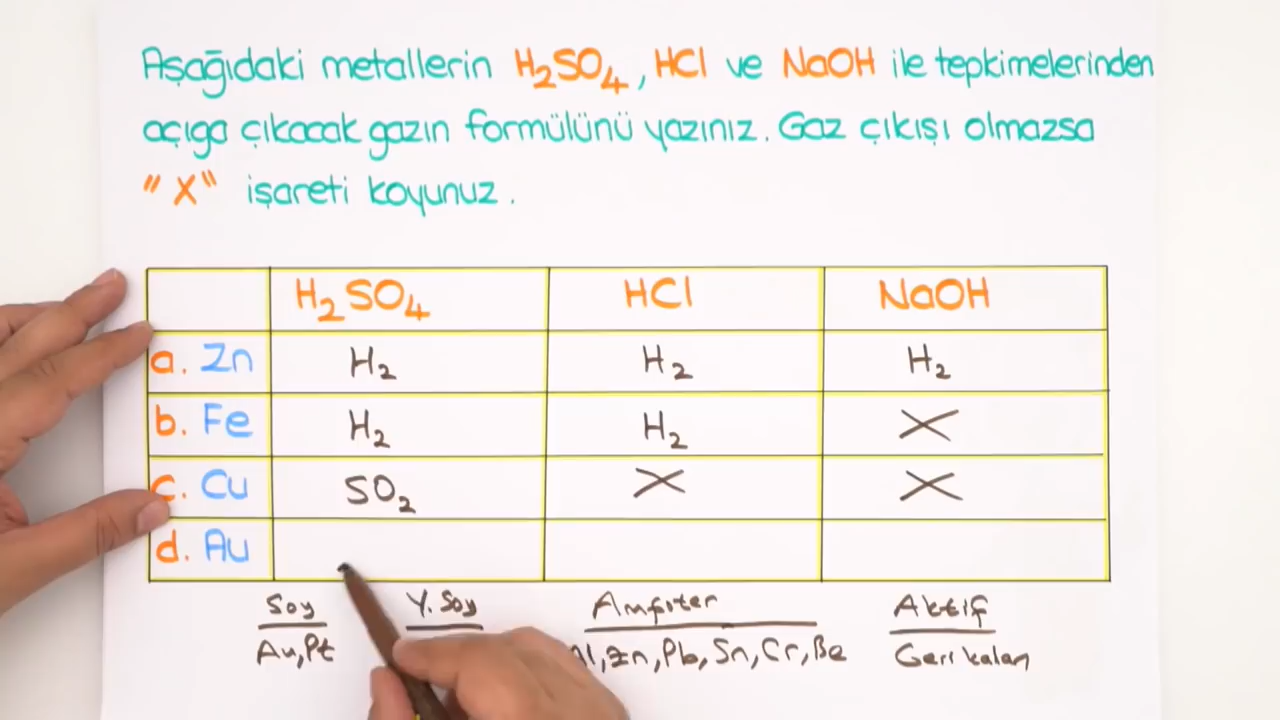 Aşağıdaki metallerin H₂SO₄, HCl ve NaOH ile tepkimelerinden
açıga çıkacak gazın formülünü yazınız. Gaz çıkışı olmazsa
"X" işareti koyunuz.
H₂SO₄ HCl NaOH
a. Zn H₂ H₂ H₂
b. Fe H₂ H₂ X
c. Cu SO₂ X X
d. Au
Soy Y. Soy Amfoter Aktif
Au, Pt Al, Zn, Pb, Sn, Cr, Be Geri kalan